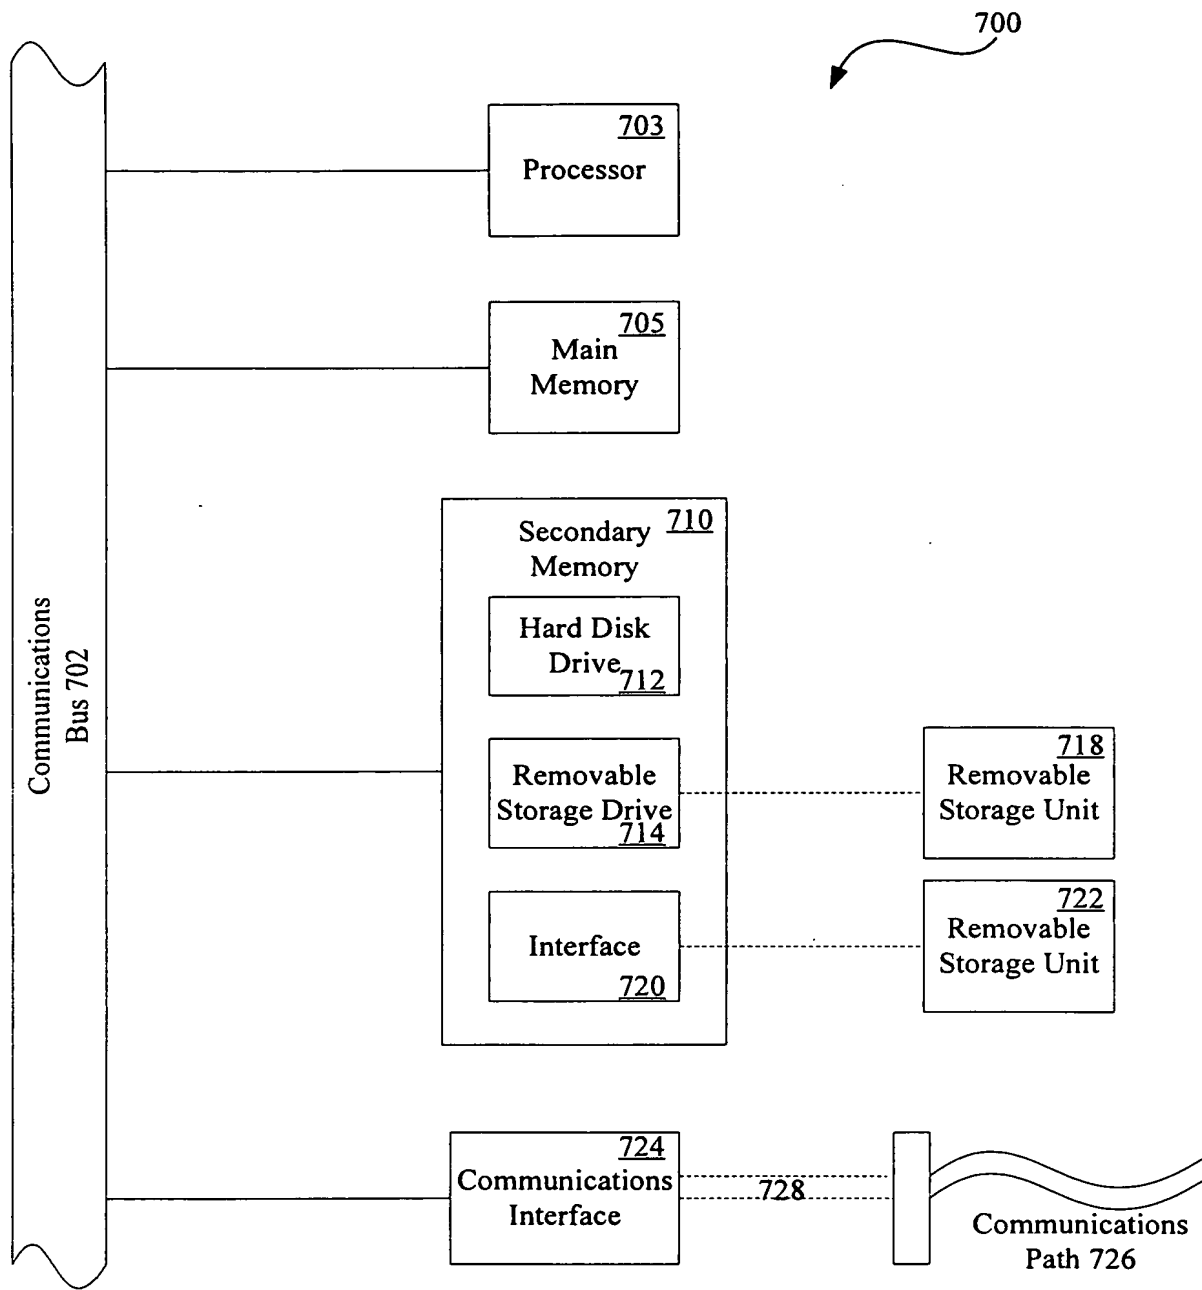 700
703
Processor
705
Main
Memory
710
Secondary
Memory
Hard Disk
Drive
712
Removable
Storage Drive
714
Interface
720
718
Removable
Storage Unit
722
Removable
Storage Unit
Communications
Bus 702
724
Communications
Interface
728
Communications
Path 726